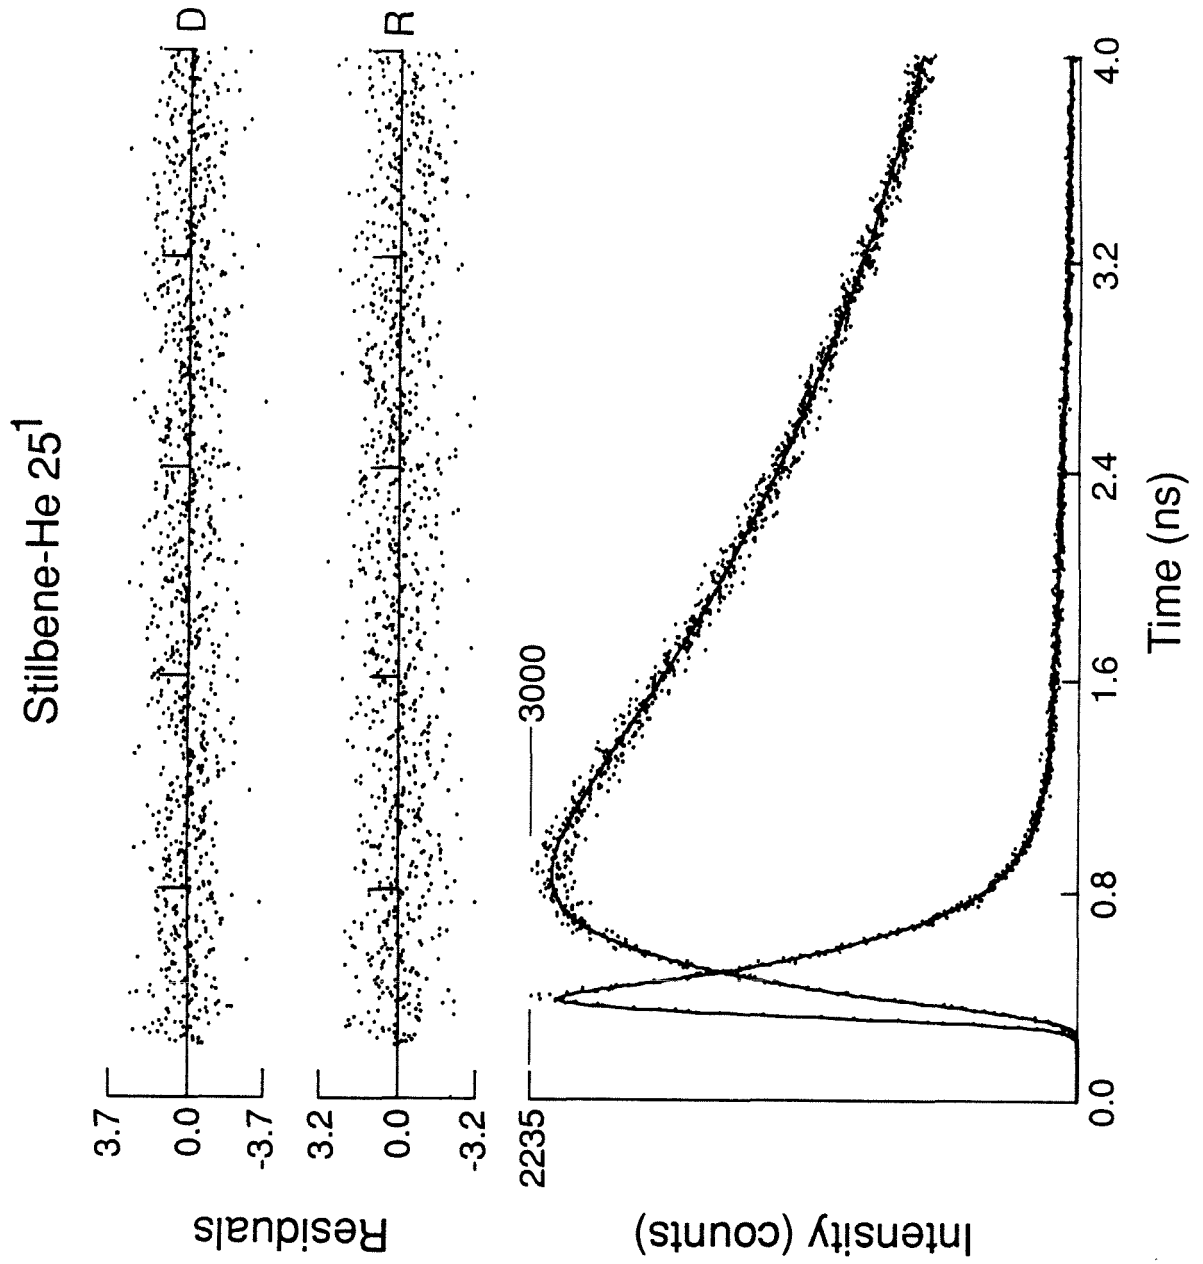 Stilbene-He 25¹
D
R
3.7
0.0
-3.7
3.2
0.0
-3.2
Residuals
3000
2235
Intensity (counts)
0.0
0.8
1.6
2.4
3.2
4.0
Time (ns)